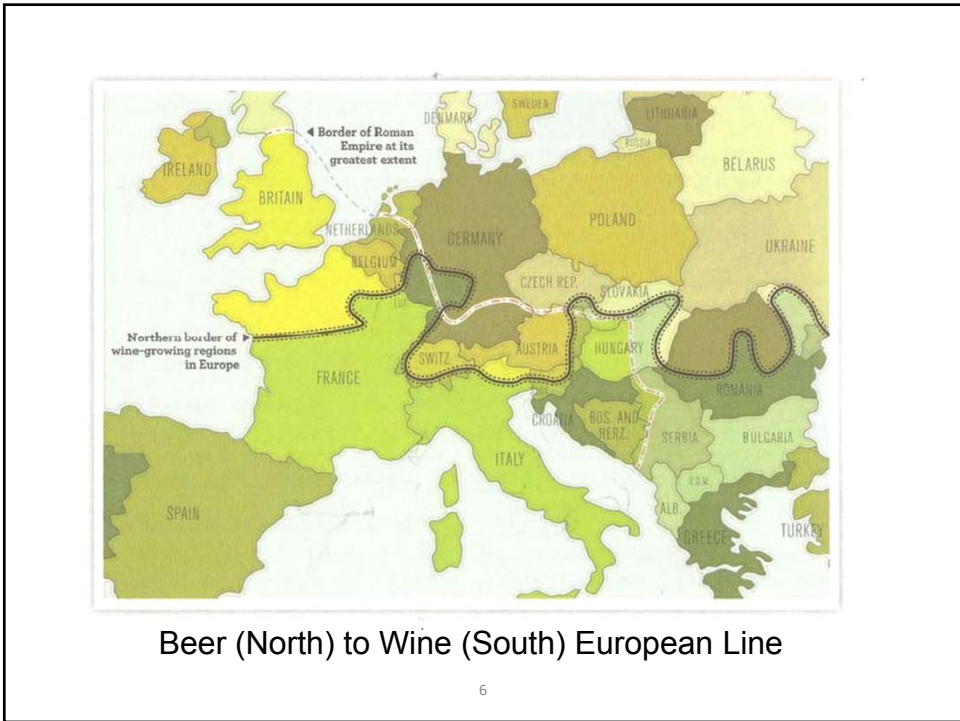 SWEDEN
DENMARK
LITHUANIA
◀ Border of Roman
Empire at its
greatest extent
RUSSIA
IRELAND
BELARUS
BRITAIN
POLAND
NETHERLANDS
GERMANY
UKRAINE
BELGIUM
CZECH REP.
SLOVAKIA
LUX.
Northern border of ▶
wine-growing regions
in Europe
SWITZ.
AUSTRIA
HUNGARY
FRANCE
ROMANIA
CROATIA
BOS. AND
HERZ.
SERBIA
BULGARIA
ITALY
SPAIN
ALB.
TURKEY
GREECE
Beer (North) to Wine (South) European Line
6